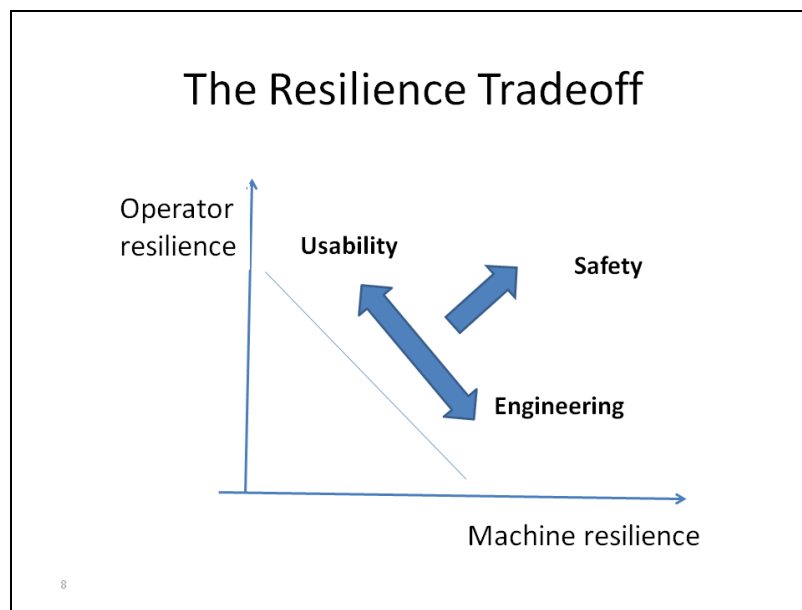 The Resilience Tradeoff
Operator
resilience
Usability
Safety
Engineering
Machine resilience
8